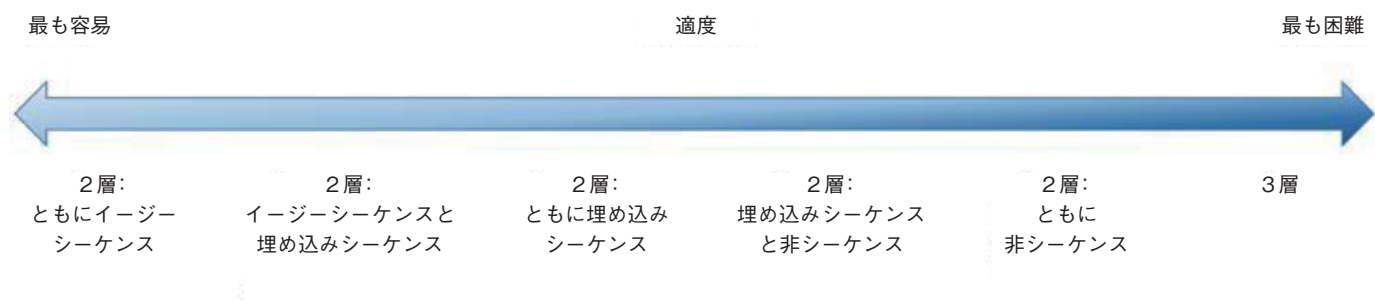 最も容易
適度
最も困難
2層:
ともにイージー
シーケンス
2層:
イージーシーケンスと
埋め込みシーケンス
2層:
ともに埋め込み
シーケンス
2層:
埋め込みシーケンス
と非シーケンス
2層:
ともに
非シーケンス
3層